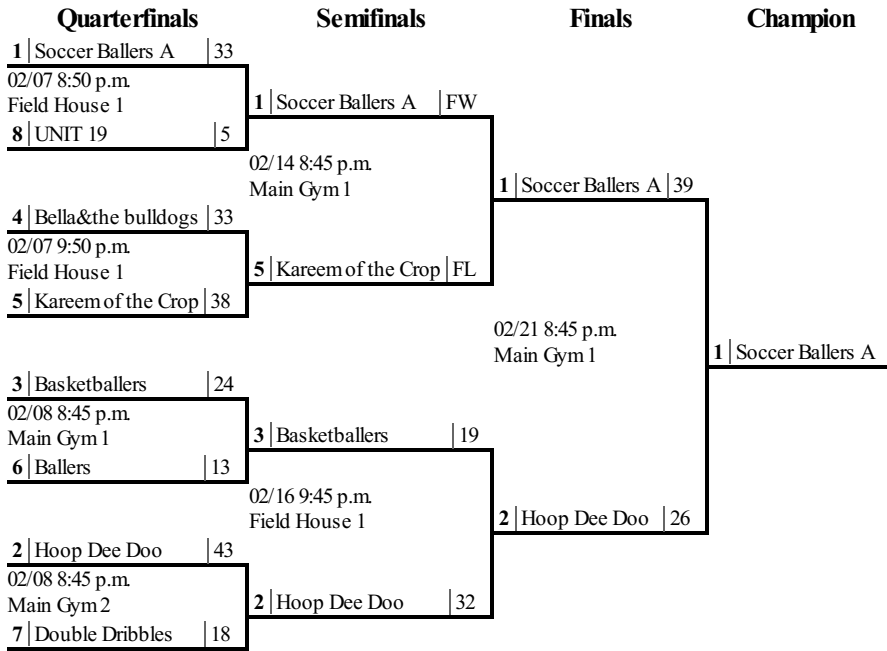 Quarterfinals Semifinals Finals Champion
1 Soccer Ballers A 33
02/07 8:50 p.m.
Field House 1
8 UNIT 19 5
1 Soccer Ballers A FW
02/14 8:45 p.m.
Main Gym 1
4 Bella&the bulldogs 33
02/07 9:50 p.m.
Field House 1
5 Kareem of the Crop 38
5 Kareem of the Crop FL
1 Soccer Ballers A 39
02/21 8:45 p.m.
Main Gym 1
1 Soccer Ballers A
3 Basketballers 24
02/08 8:45 p.m.
Main Gym 1
6 Ballers 13
3 Basketballers 19
02/16 9:45 p.m.
Field House 1
2 Hoop Dee Doo 26
2 Hoop Dee Doo 43
02/08 8:45 p.m.
Main Gym 2
7 Double Dribbles 18
2 Hoop Dee Doo 32